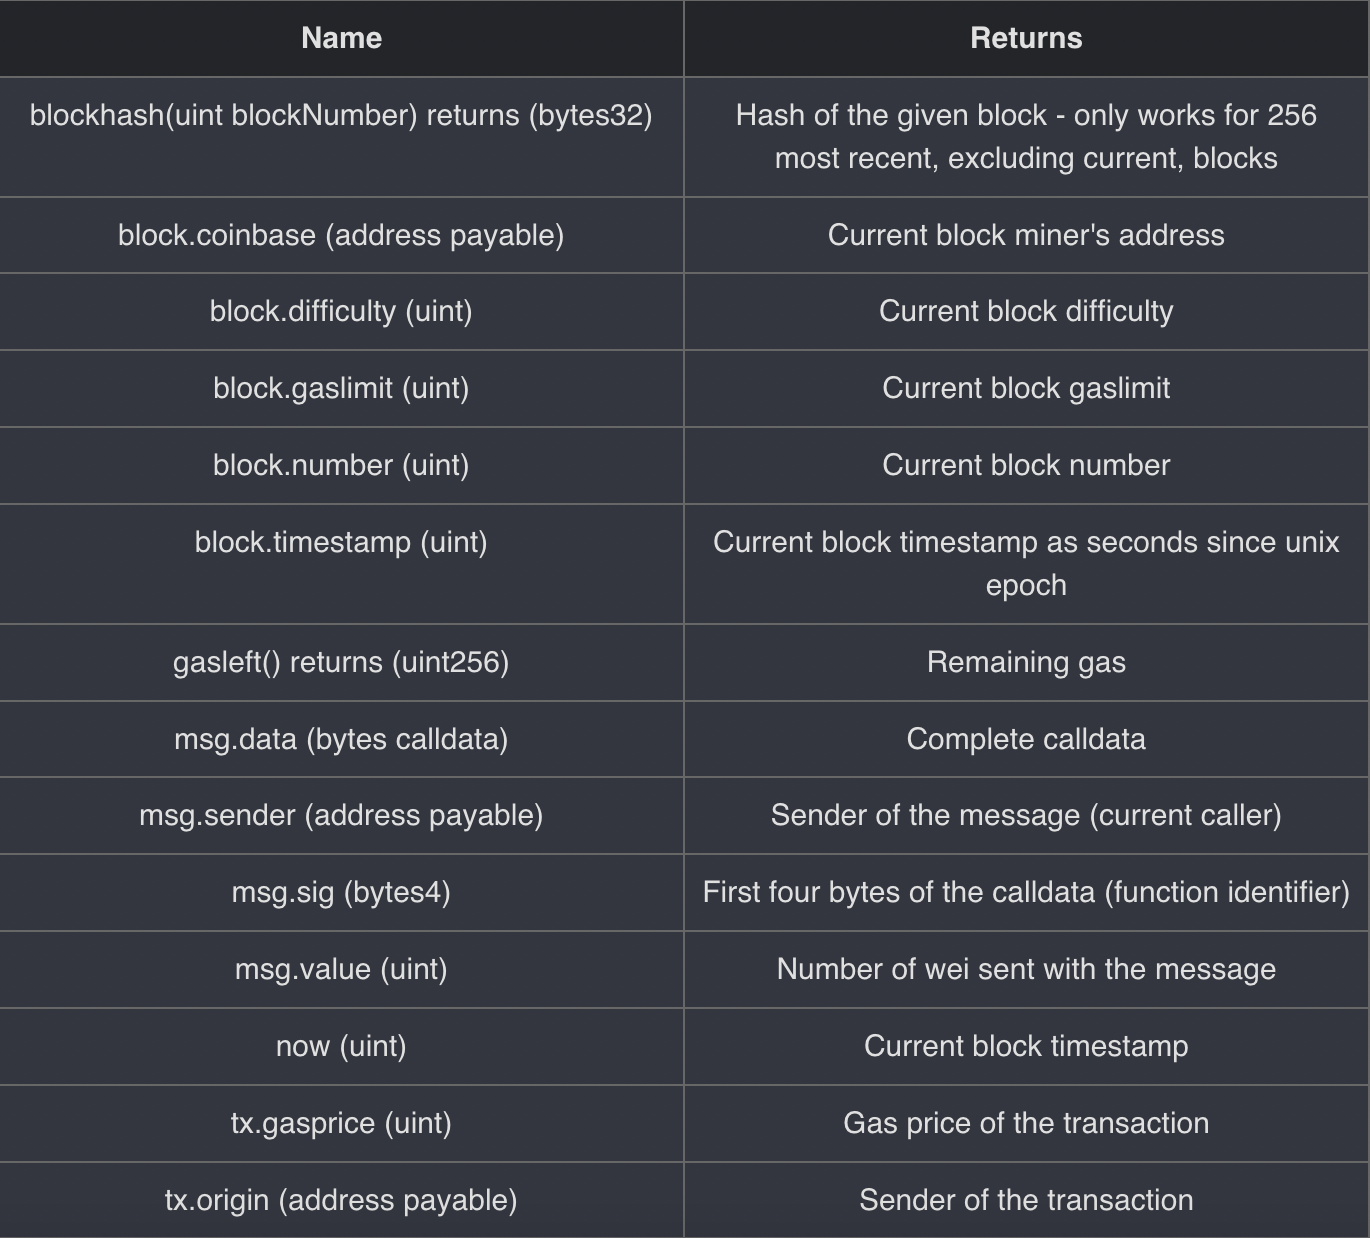 Name Returns
blockhash(uint blockNumber) returns (bytes32) Hash of the given block - only works for 256
most recent, excluding current, blocks
block.coinbase (address payable) Current block miner's address
block.difficulty (uint) Current block difficulty
block.gaslimit (uint) Current block gaslimit
block.number (uint) Current block number
block.timestamp (uint) Current block timestamp as seconds since unix
epoch
gasleft() returns (uint256) Remaining gas
msg.data (bytes calldata) Complete calldata
msg.sender (address payable) Sender of the message (current caller)
msg.sig (bytes4) First four bytes of the calldata (function identifier)
msg.value (uint) Number of wei sent with the message
now (uint) Current block timestamp
tx.gasprice (uint) Gas price of the transaction
tx.origin (address payable) Sender of the transaction